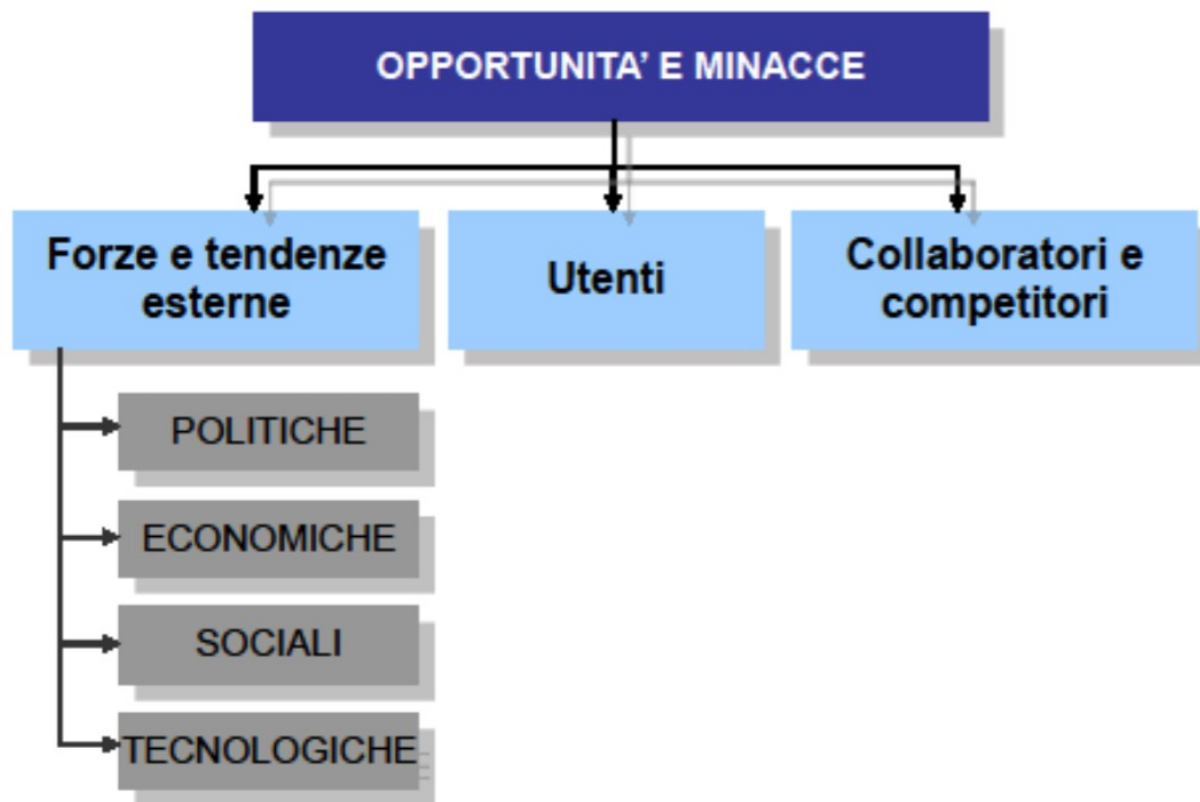 OPPORTUNITA’ E MINACCE
Forze e tendenze
esterne
Utenti
Collaboratori e
competitori
POLITICHE
ECONOMICHE
SOCIALI
TECNOLOGICHE